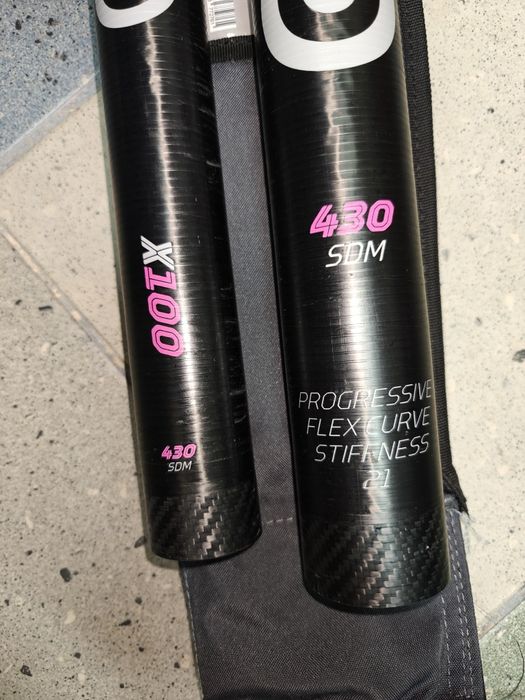 X100
430
SDM
430
SDM
PROGRESSIVE
FLEX CURVE
STIFFNESS
21